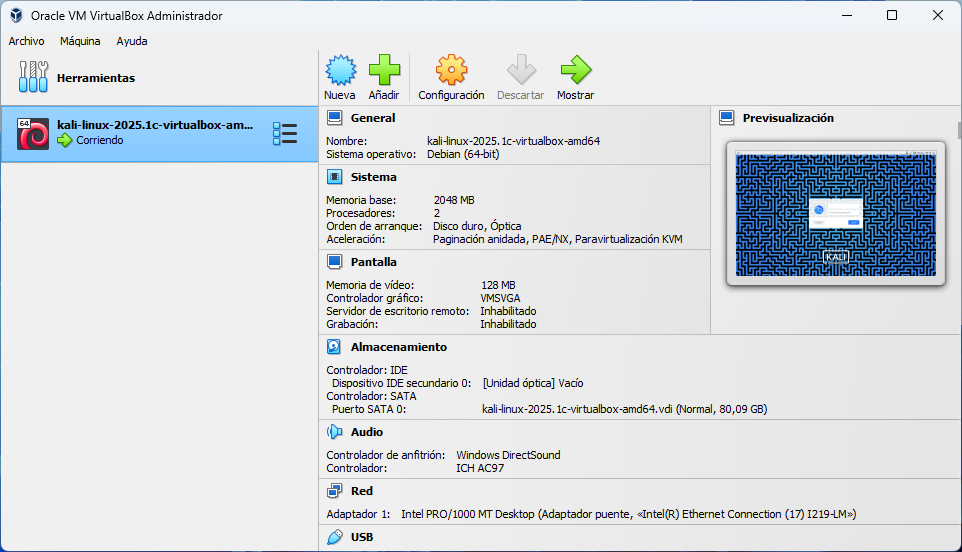 Oracle VM VirtualBox Administrador
Archivo Máquina Ayuda
Herramientas
Nueva Añadir Configuración Descartar Mostrar
64
kali-linux-2025.1c-virtualbox-am...
Corriendo
General
Nombre: kali-linux-2025.1c-virtualbox-amd64
Sistema operativo: Debian (64-bit)
Sistema
Memoria base: 2048 MB
Procesadores: 2
Orden de arranque: Disco duro, Óptica
Aceleración: Paginación anidada, PAE/NX, Paravirtualización KVM
Pantalla
Memoria de vídeo: 128 MB
Controlador gráfico: VMSVGA
Servidor de escritorio remoto: Inhabilitado
Grabación: Inhabilitado
Previsualización
KALI
Almacenamiento
Controlador: IDE
Dispositivo IDE secundario 0: [Unidad óptica] Vacío
Controlador: SATA
Puerto SATA 0: kali-linux-2025.1c-virtualbox-amd64.vdi (Normal, 80,09 GB)
Audio
Controlador de anfitrión: Windows DirectSound
Controlador: ICH AC97
Red
Adaptador 1: Intel PRO/1000 MT Desktop (Adaptador puente, «Intel(R) Ethernet Connection (17) I219-LM»)
USB